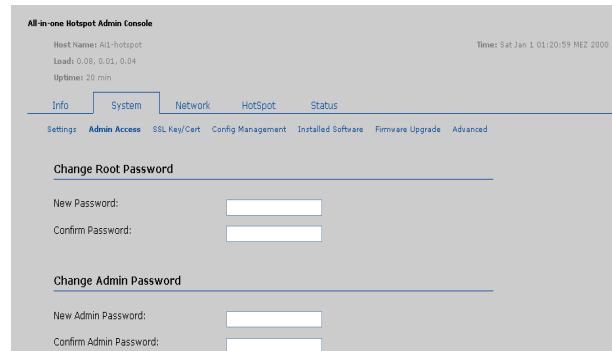 All-in-one Hotspot Admin Console
Host Name: AI1-hotspot Time: Sat Jan 1 01:20:59 MEZ 2000
Load: 0.08, 0.01, 0.04
Uptime: 20 min
Info System Network HotSpot Status
Settings Admin Access SSL Key/Cert Config Management Installed Software Firmware Upgrade Advanced
Change Root Password
New Password:
Confirm Password:
Change Admin Password
New Admin Password:
Confirm Admin Password: